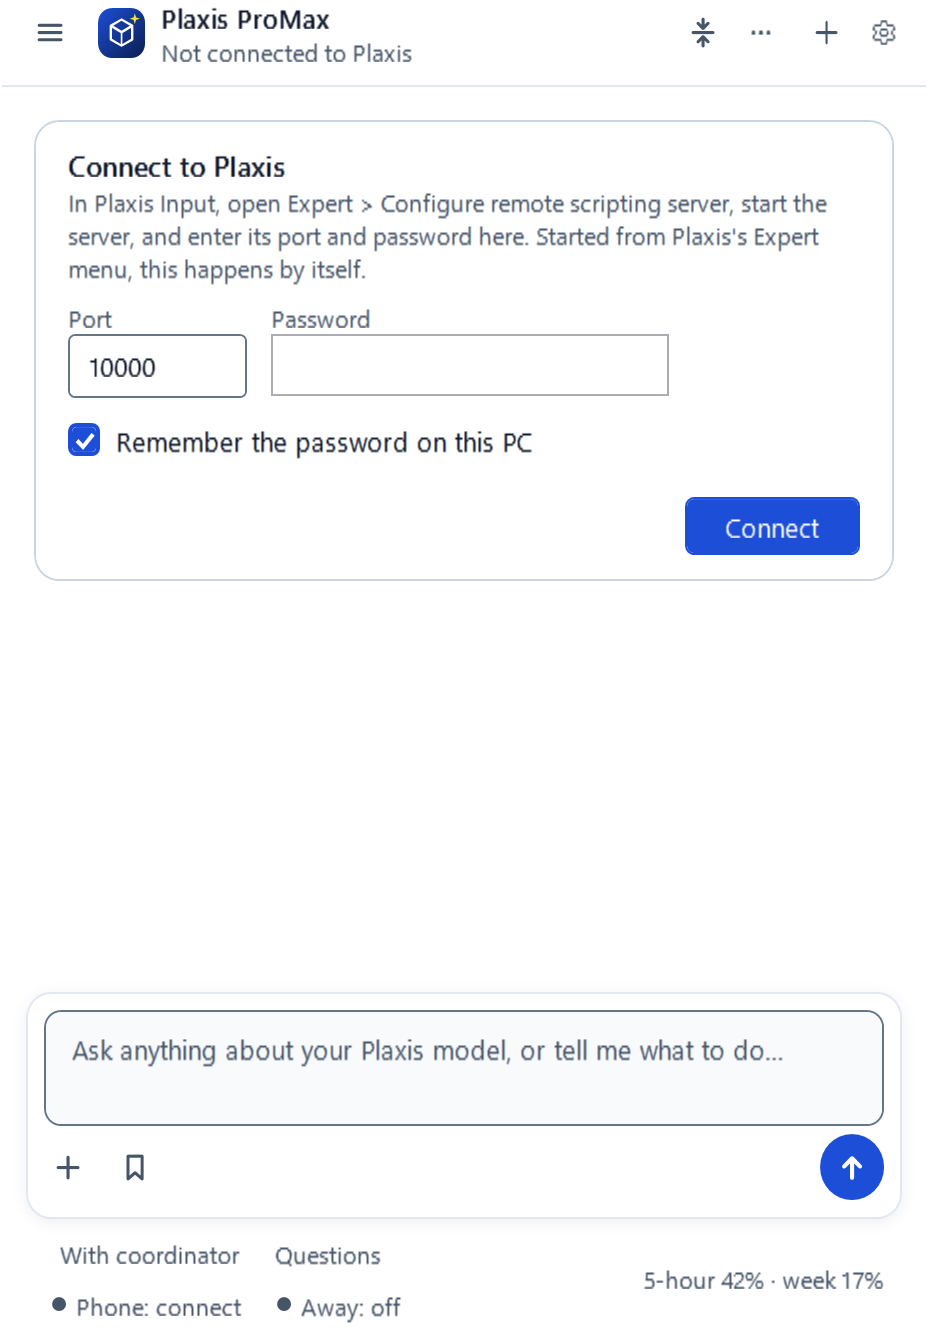 Plaxis ProMax
Not connected to Plaxis
Connect to Plaxis
In Plaxis Input, open Expert > Configure remote scripting server, start the
server, and enter its port and password here. Started from Plaxis's Expert
menu, this happens by itself.
Port
Password
10000
Remember the password on this PC
Connect
Ask anything about your Plaxis model, or tell me what to do...
With coordinator
Questions
5-hour 42% · week 17%
Phone: connect
Away: off